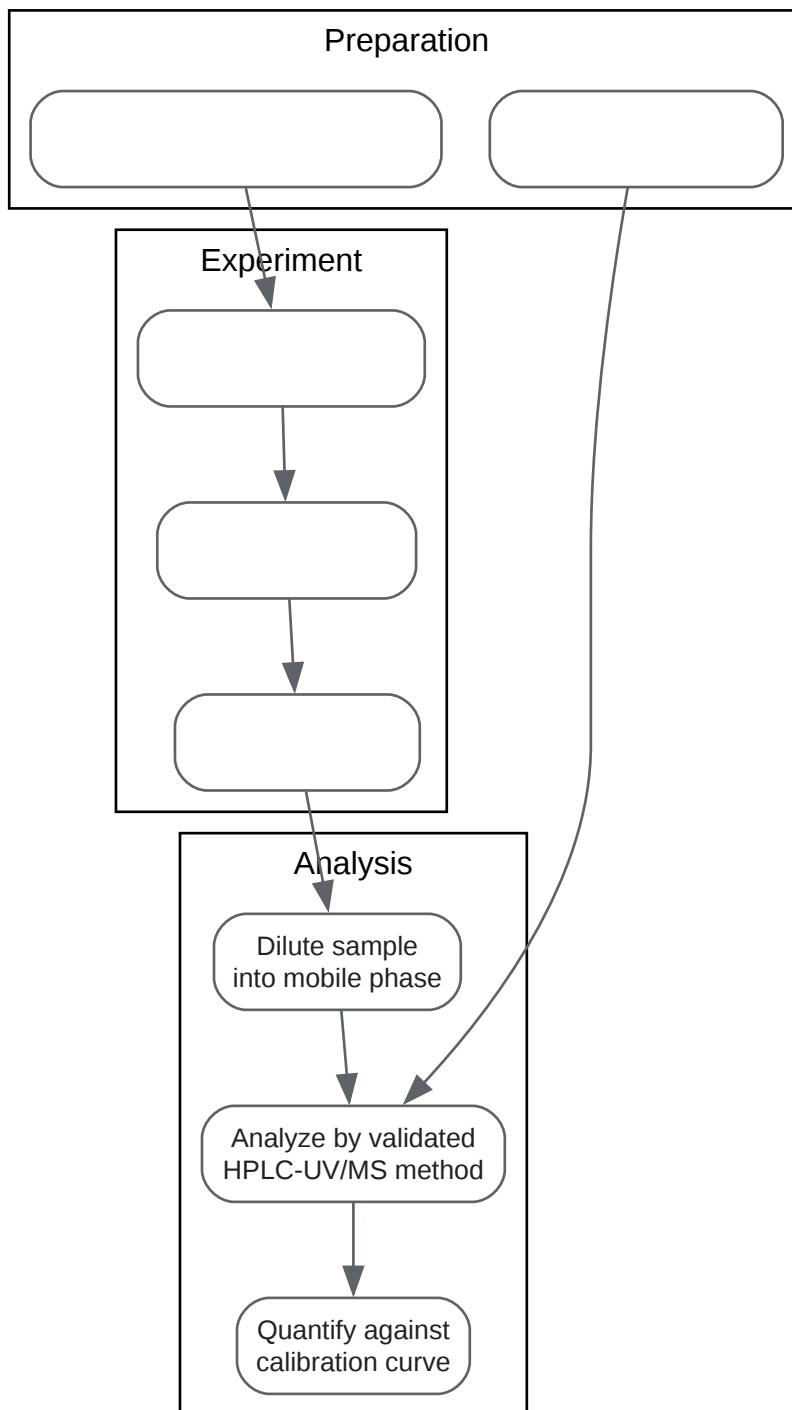 Preparation
Experiment
Analysis
Dilute sample
into mobile phase
Analyze by validated
HPLC-UV/MS method
Quantify against
calibration curve